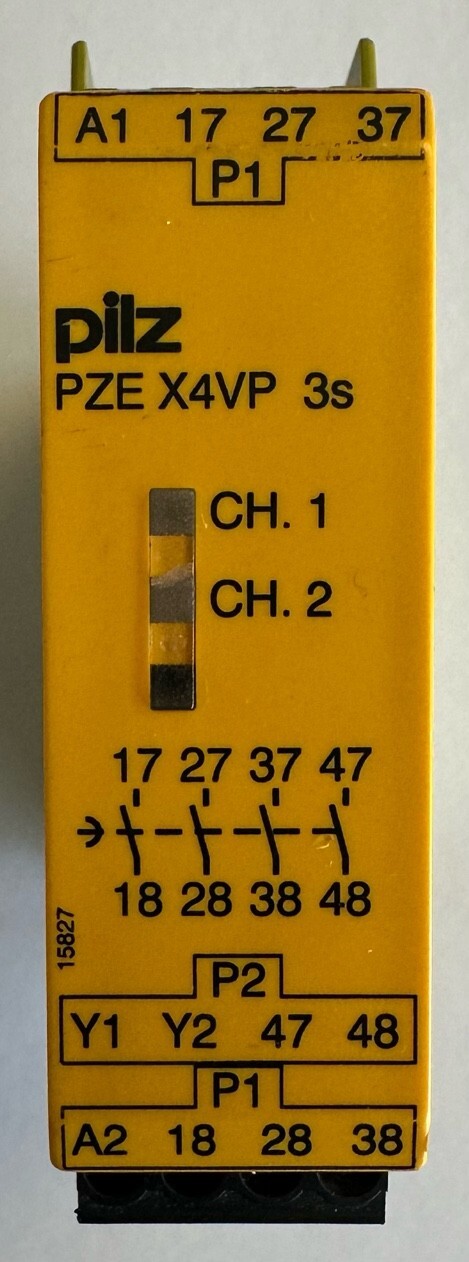 A1 17 27 37
P1
pilz
PZE X4VP 3s
CH. 1
CH. 2
17 27 37 47
18 28 38 48
15827
P2
Y1 Y2 47 48
P1
A2 18 28 38